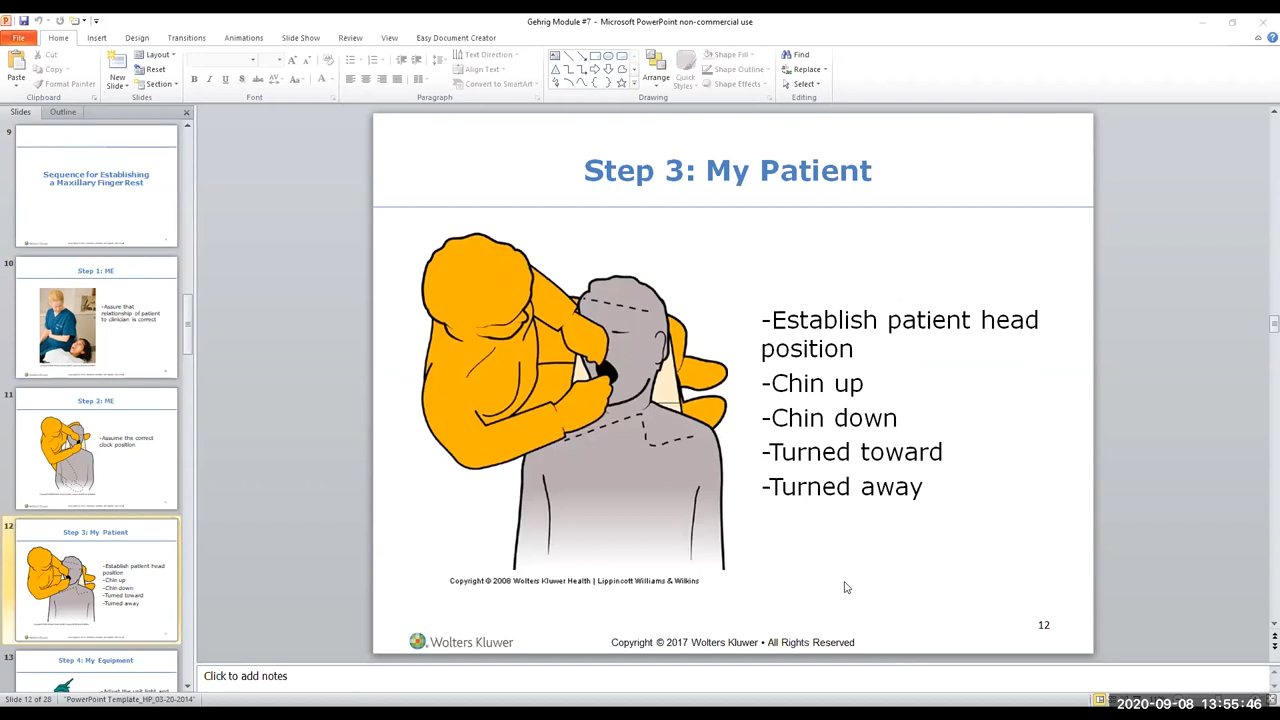 Gehrig Module #7 - Microsoft PowerPoint non-commercial use
File Home Insert Design Transitions Animations Slide Show Review View Easy Document Creator
Paste
Cut
Copy
Format Painter
Clipboard
New
Slide
Layout
Reset
Section
Slides
Font
Text Direction
Align Text
Convert to SmartArt
Paragraph
Arrange
Quick
Styles
Shape Fill
Shape Outline
Shape Effects
Drawing
Find
Replace
Select
Editing
Slides Outline
9
Sequence for Establishing
a Maxillary Finger Rest
Wolters Kluwer
10
Step 1: ME
-Assure that
relationship of patient
to clinician is correct
11
Step 2: ME
-Assume the correct
clock position
12
Step 3: My Patient
-Establish patient head
position
-Chin up
-Chin down
-Turned toward
-Turned away
13
Step 4: My Equipment
Step 3: My Patient
-Establish patient head
position
-Chin up
-Chin down
-Turned toward
-Turned away
Copyright © 2008 Wolters Kluwer Health | Lippincott Williams & Wilkins
12
Wolters Kluwer
Copyright © 2017 Wolters Kluwer • All Rights Reserved
Click to add notes
Slide 12 of 28 "PowerPoint Template_HP_03-20-2014"
2020-09-08 13:55:46